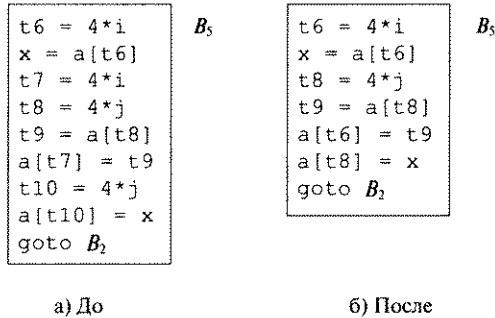 t6 = 4*i
x = a[t6]
t7 = 4*i
t8 = 4*j
t9 = a[t8]
a[t7] = t9
t10 = 4*j
a[t10] = x
goto B₂
B₅
а) До
t6 = 4*i
x = a[t6]
t8 = 4*j
t9 = a[t8]
a[t6] = t9
a[t8] = x
goto B₂
B₅
б) После